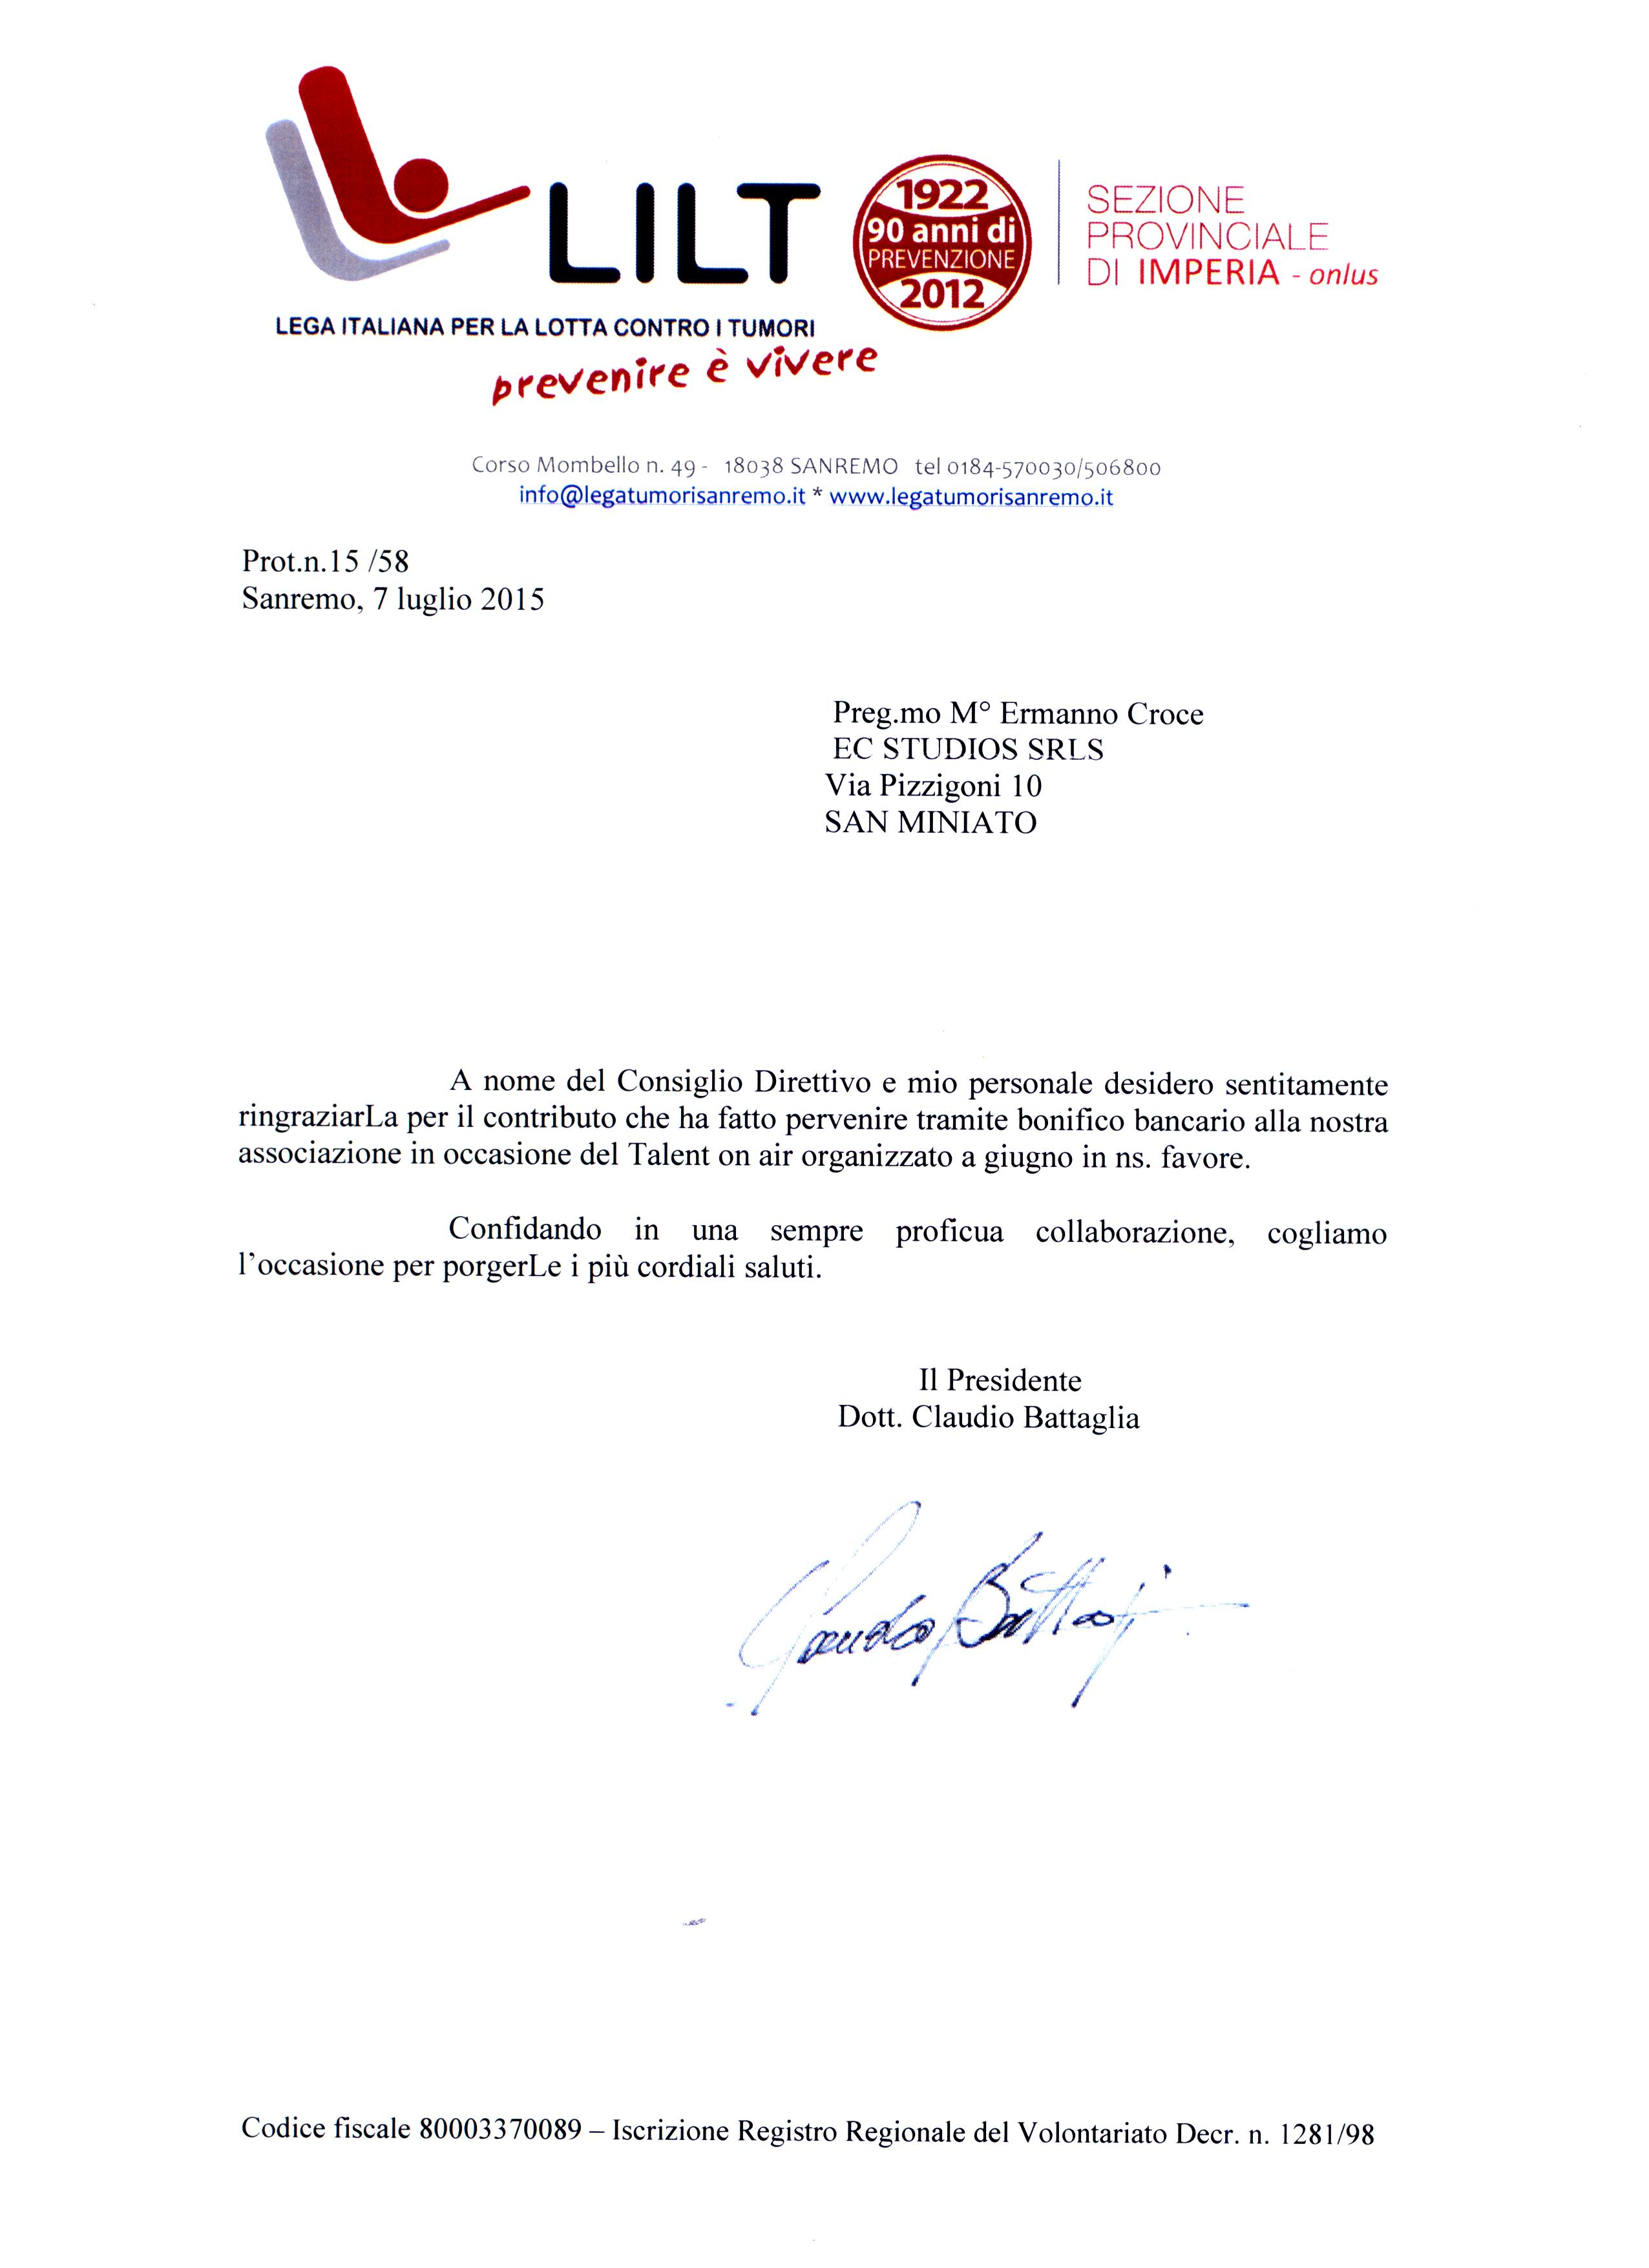 LILT
1922
90 anni di
PREVENZIONE
2012
SEZIONE
PROVINCIALE
DI IMPERIA - onlus
LEGA ITALIANA PER LA LOTTA CONTRO I TUMORI
prevenire è vivere
Corso Mombello n. 49 - 18038 SANREMO tel 0184-570030/506800
info@legatumorisanremo.it * www.legatumorisanremo.it
Prot.n.15 /58
Sanremo, 7 luglio 2015
Preg.mo M° Ermanno Croce
EC STUDIOS SRLS
Via Pizzigoni 10
SAN MINIATO
A nome del Consiglio Direttivo e mio personale desidero sentitamente
ringraziarLa per il contributo che ha fatto pervenire tramite bonifico bancario alla nostra
associazione in occasione del Talent on air organizzato a giugno in ns. favore.
Confidando in una sempre proficua collaborazione, cogliamo
l'occasione per porgerLe i più cordiali saluti.
Il Presidente
Dott. Claudio Battaglia
Codice fiscale 80003370089 – Iscrizione Registro Regionale del Volontariato Decr. n. 1281/98